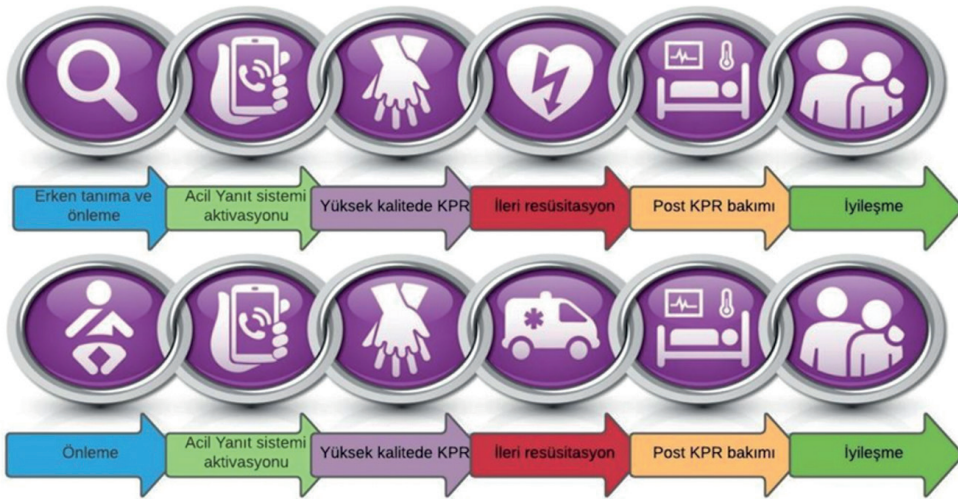 Erken tanıma ve
önleme
Acil Yanıt sistemi
aktivasyonu
Yüksek kalitede KPR
İleri resüsitasyon
Post KPR bakımı
İyileşme
Önleme
Acil Yanıt sistemi
aktivasyonu
Yüksek kalitede KPR
İleri resüsitasyon
Post KPR bakımı
İyileşme